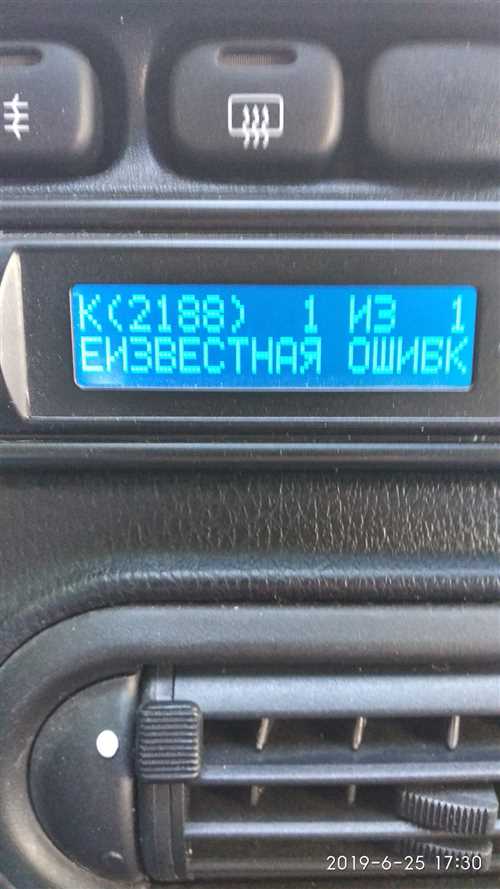 К(2188) 1 ИЗ 1
ЕИЗВЕСТНАЯ ОШИБК
2019-6-25 17:30